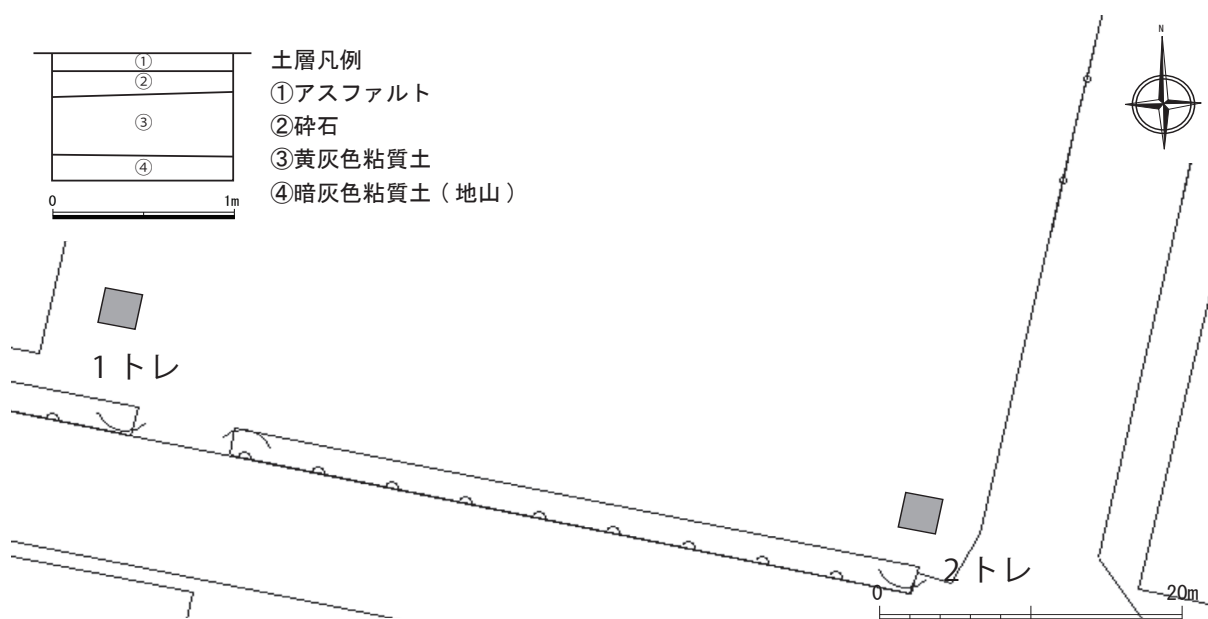 土層凡例
①アスファルト
②砕石
③黄灰色粘質土
④暗灰色粘質土（地山）
①
②
③
④
0 1m
N
1トレ
2トレ
0 20m